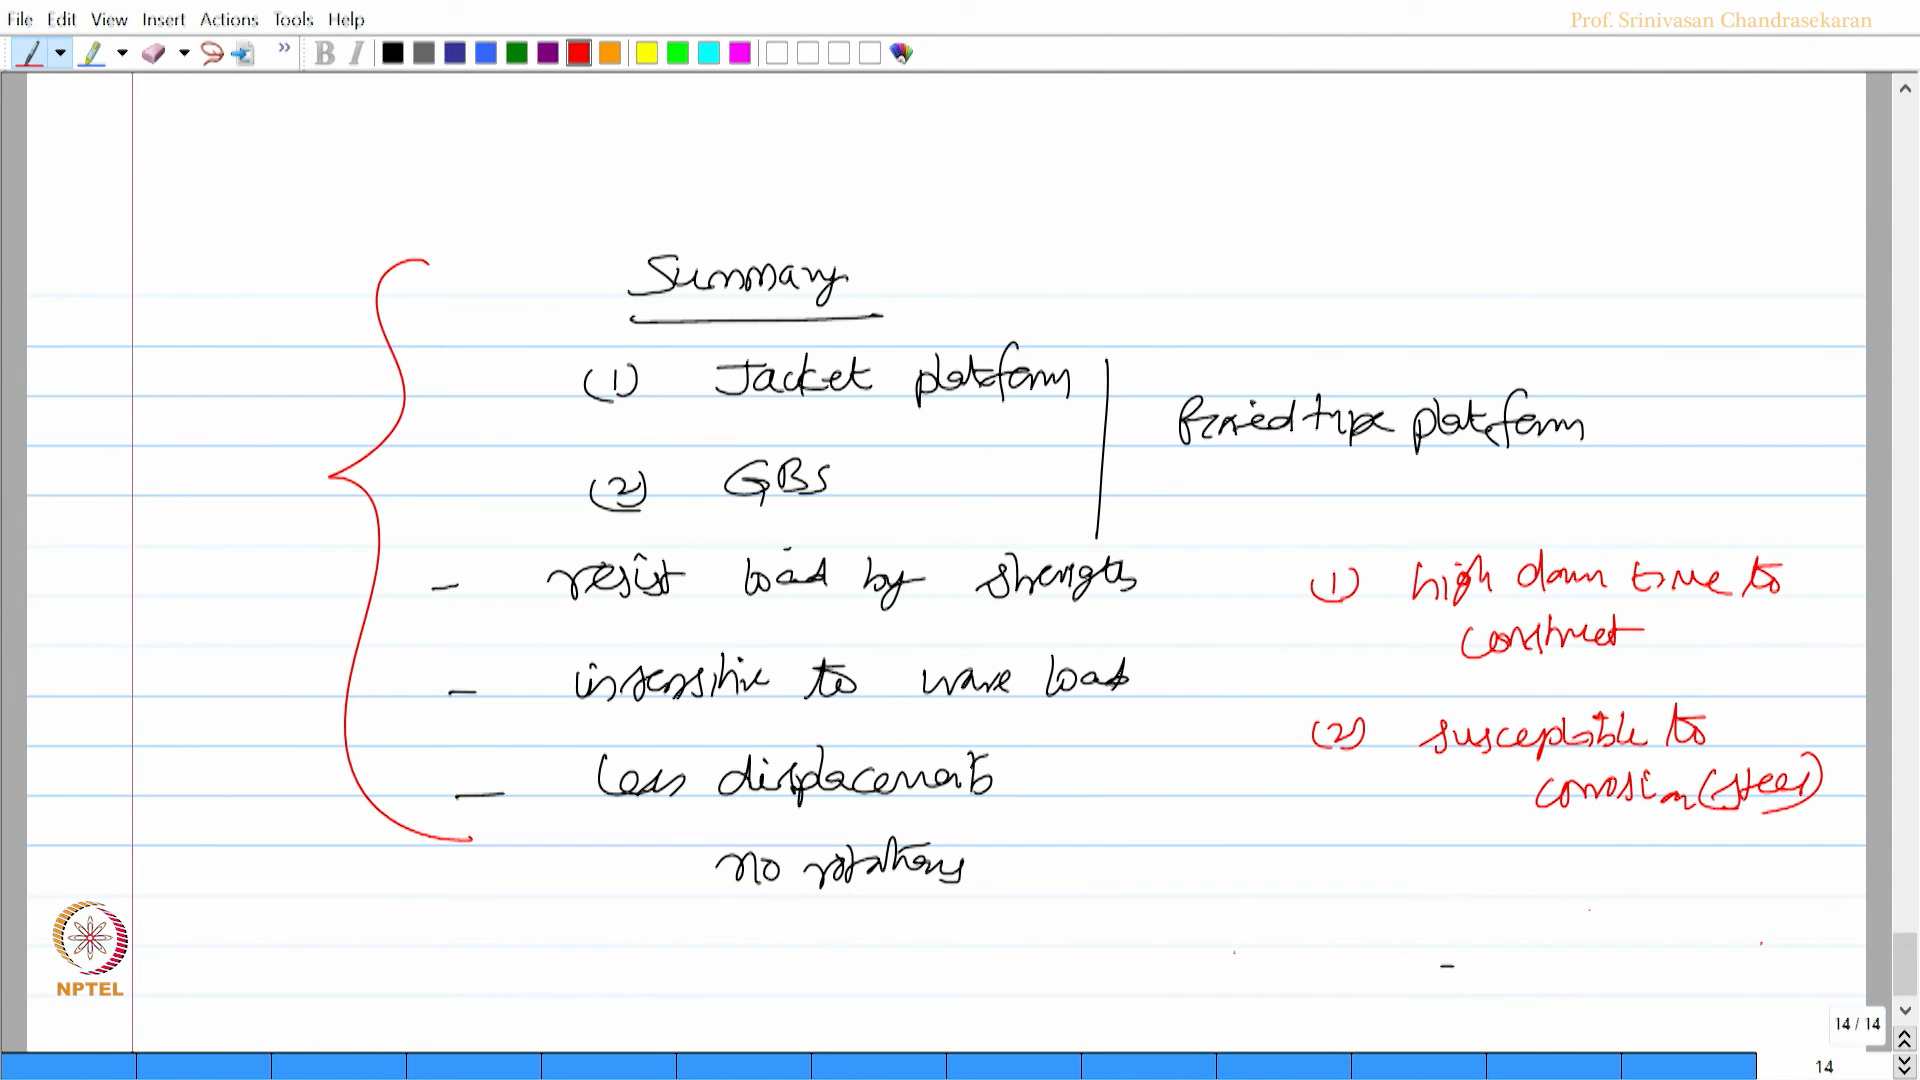 File Edit View Insert Actions Tools Help
Prof. Srinivasan Chandrasekaran
B I
Summary
(1) Jacket platform
Fixed type platform
(2) GBS
- resist load by strength
- insensitive to wave load
- less displacements
no rotations
(1) high down time to
construct
(2) susceptible to
corrosion (steel)
NPTEL
14 / 14
14